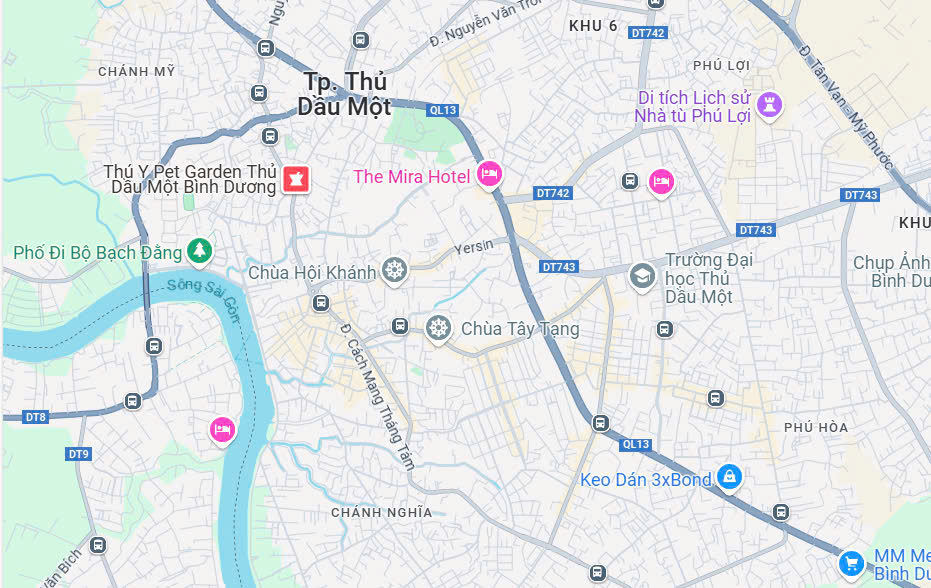 Đ. Nguyễn Văn Trỗi
KHU 6
DT742
CHÁNH MỸ
PHÚ LỢI
Đ. Tân Vạn - Mỹ Phước
Tp. Thủ
Dầu Một
QL13
Di tích Lịch sử
Nhà tù Phú Lợi
Thú Y Pet Garden Thủ
Dầu Một Bình Dương
The Mira Hotel
DT742
DT743
KHU
DT743
Phố Đi Bộ Bạch Đằng
Yersin
Chùa Hội Khánh
DT743
Trường Đại
học Thủ
Dầu Một
Chụp Ảnh
Bình Dư
Sông Sài Gòn
Chùa Tây Tạng
Đ. Cách Mạng Tháng Tám
DT8
PHÚ HÒA
DT9
QL13
Keo Dán 3xBond
CHÁNH NGHĨA
Văn Bích
MM Me
Bình Dư